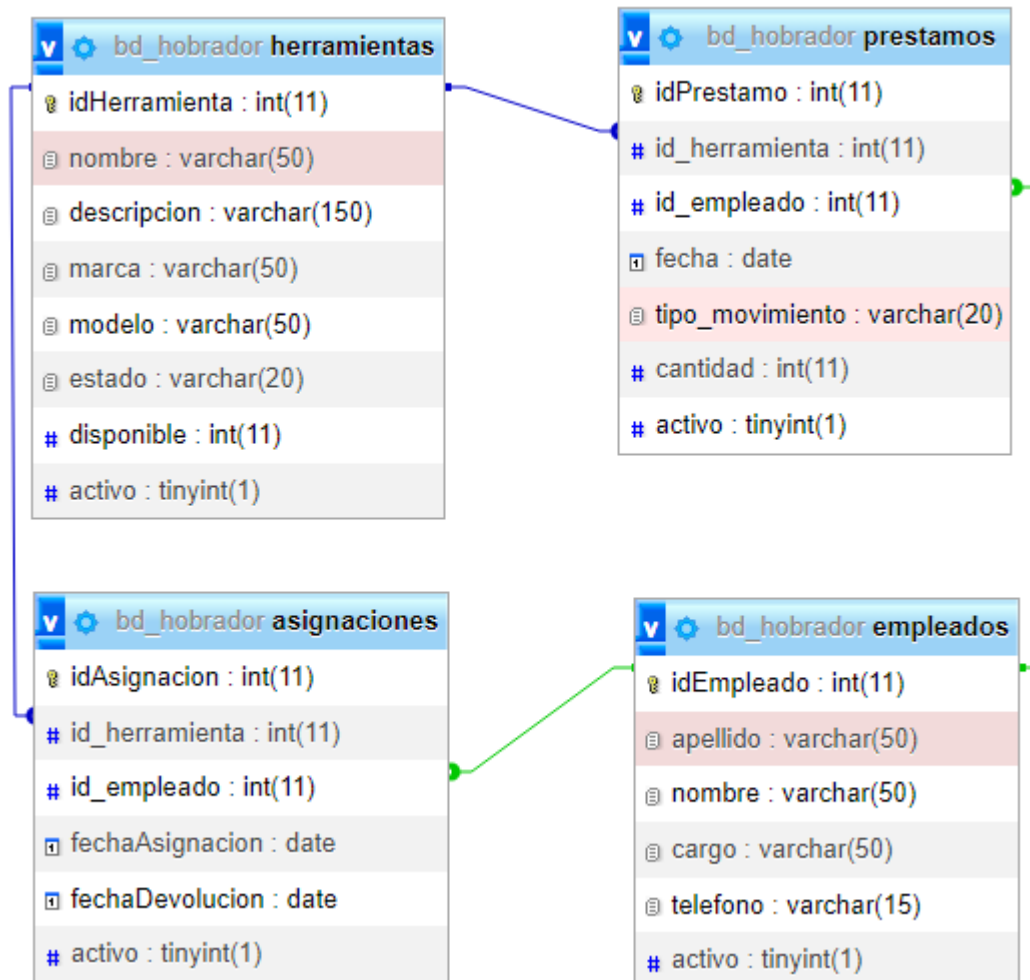 v bd_hobrador herramientas
idHerramienta : int(11)
nombre : varchar(50)
descripcion : varchar(150)
marca : varchar(50)
modelo : varchar(50)
# estado : varchar(20)
# disponible : int(11)
# activo : tinyint(1)
v bd_hobrador prestamos
idPrestamo : int(11)
# id_herramienta : int(11)
# id_empleado : int(11)
fecha : date
tipo_movimiento : varchar(20)
# cantidad : int(11)
# activo : tinyint(1)
v bd_hobrador asignaciones
idAsignacion : int(11)
# id_herramienta : int(11)
# id_empleado : int(11)
fechaAsignacion : date
fechaDevolucion : date
# activo : tinyint(1)
v bd_hobrador empleados
idEmpleado : int(11)
apellido : varchar(50)
nombre : varchar(50)
cargo : varchar(50)
telefono : varchar(15)
# activo : tinyint(1)